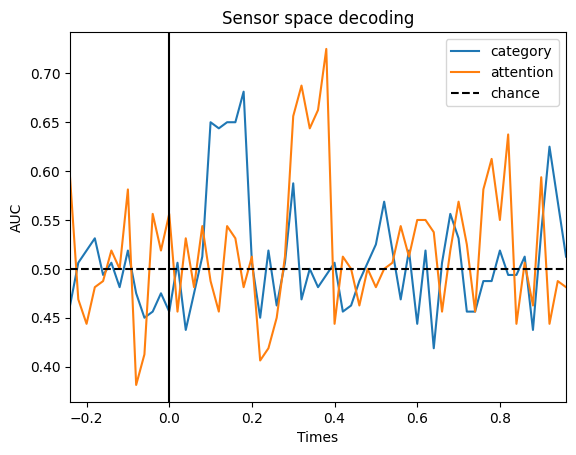 Sensor space decoding
category
attention
chance
AUC
0.70
0.65
0.60
0.55
0.50
0.45
0.40
−0.2 0.0 0.2 0.4 0.6 0.8
Times